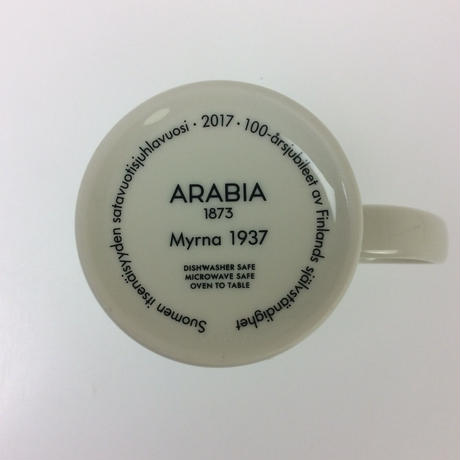 Suomen itsenäisyyden satavuotisjuhlavuosi · 2017 · 100-årsjubileet av Finlands självständighet
ARABIA
1873
Myrna 1937
DISHWASHER SAFE
MICROWAVE SAFE
OVEN TO TABLE